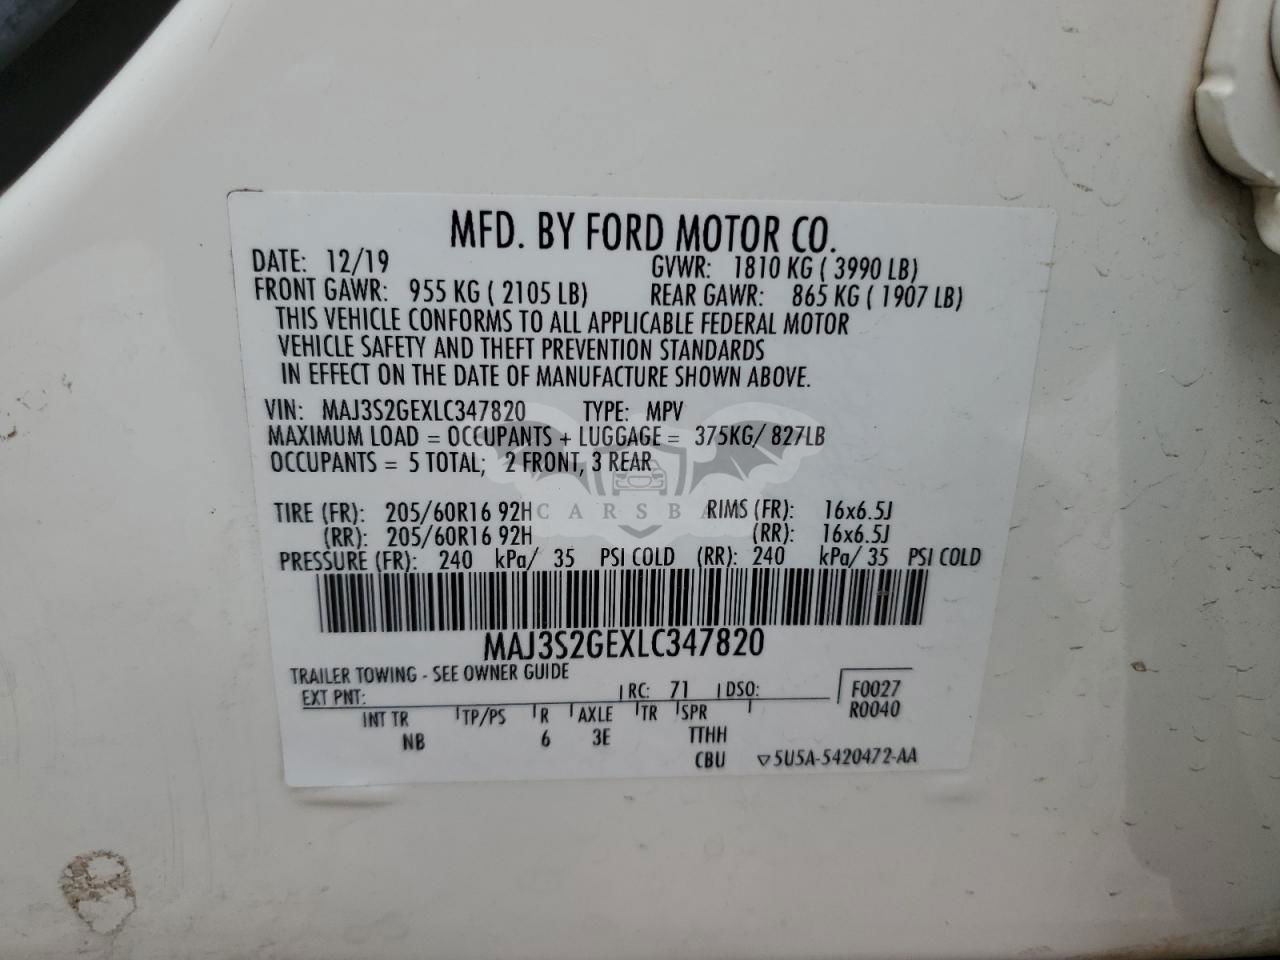 MFD. BY FORD MOTOR CO.
DATE: 12/19 GVWR: 1810 KG ( 3990 LB)
FRONT GAWR: 955 KG ( 2105 LB) REAR GAWR: 865 KG ( 1907 LB)
THIS VEHICLE CONFORMS TO ALL APPLICABLE FEDERAL MOTOR
VEHICLE SAFETY AND THEFT PREVENTION STANDARDS
IN EFFECT ON THE DATE OF MANUFACTURE SHOWN ABOVE.
VIN: MAJ3S2GEXLC347820 TYPE: MPV
MAXIMUM LOAD = OCCUPANTS + LUGGAGE = 375KG/ 827LB
OCCUPANTS = 5 TOTAL; 2 FRONT, 3 REAR
TIRE (FR): 205/60R16 92H RIMS (FR): 16x6.5J
CARSBA
(RR): 205/60R16 92H (RR): 16x6.5J
PRESSURE (FR): 240 kPa/ 35 PSI COLD (RR): 240 kPa/ 35 PSI COLD
MAJ3S2GEXLC347820
TRAILER TOWING - SEE OWNER GUIDE
EXT PNT: RC: 71 DSO: F0027
INT TR TP/PS R AXLE TR SPR R0040
NB 6 3E TTHH
CBU ▽5U5A-5420472-AA